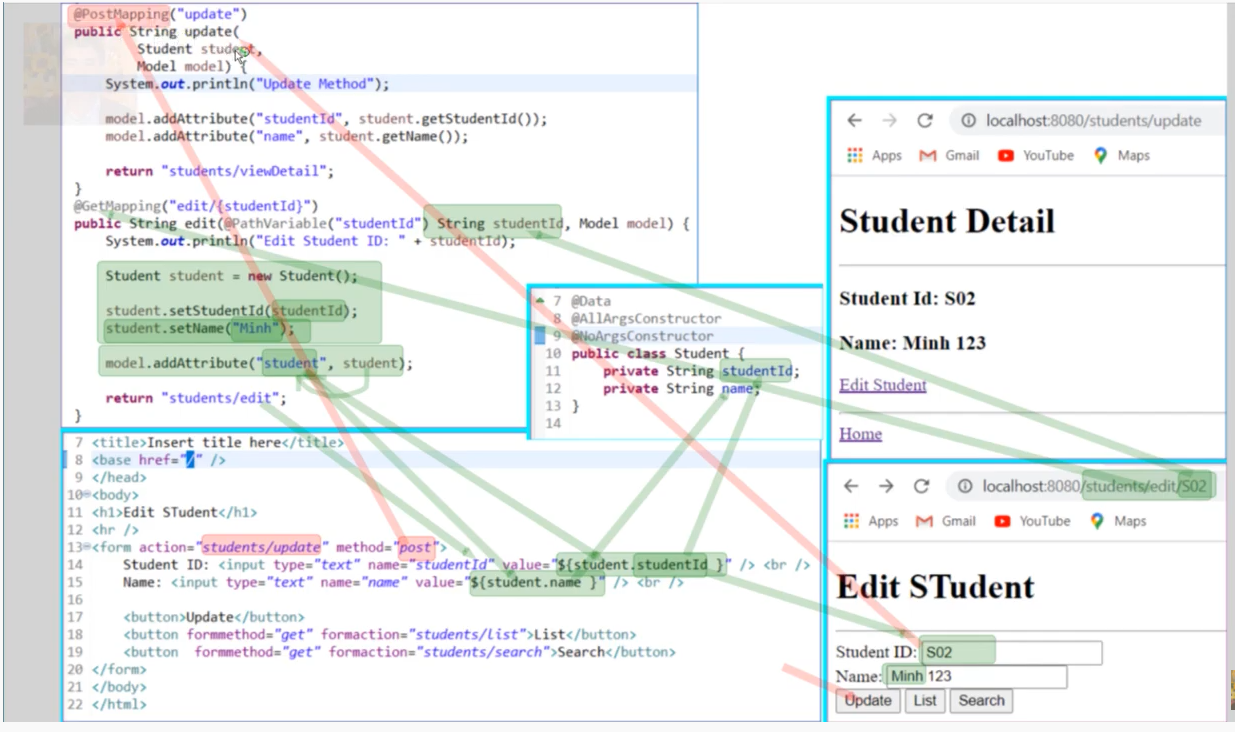 @PostMapping("update")
public String update(
Student student,
Model model) {
System.out.println("Update Method");
model.addAttribute("studentId", student.getStudentId());
model.addAttribute("name", student.getName());
return "students/viewDetail";
}
@GetMapping("edit/{studentId}")
public String edit(@PathVariable("studentId") String studentId, Model model) {
System.out.println("Edit Student ID: " + studentId);
Student student = new Student();
student.setStudentId(studentId);
student.setName("Minh");
model.addAttribute("student", student);
return "students/edit";
}
7 @Data
8 @AllArgsConstructor
9 @NoArgsConstructor
10 public class Student {
11 private String studentId;
12 private String name;
13 }
14
7 <title>Insert title here</title>
8 <base href="/" />
9 </head>
10 <body>
11 <h1>Edit STudent</h1>
12 <hr />
13 <form action="students/update" method="post">
14 Student ID: <input type="text" name="studentId" value="${student.studentId }" /> <br />
15 Name: <input type="text" name="name" value="${student.name }" /> <br />
16
17 <button>Update</button>
18 <button formmethod="get" formaction="students/list">List</button>
19 <button  formmethod="get" formaction="students/search">Search</button>
20 </form>
21 </body>
22 </html>
localhost:8080/students/update
Apps Gmail YouTube Maps
Student Detail
Student Id: S02
Name: Minh 123
Edit Student
Home
localhost:8080/students/edit/S02
Apps Gmail YouTube Maps
Edit STudent
Student ID: S02
Name: Minh 123
Update List Search